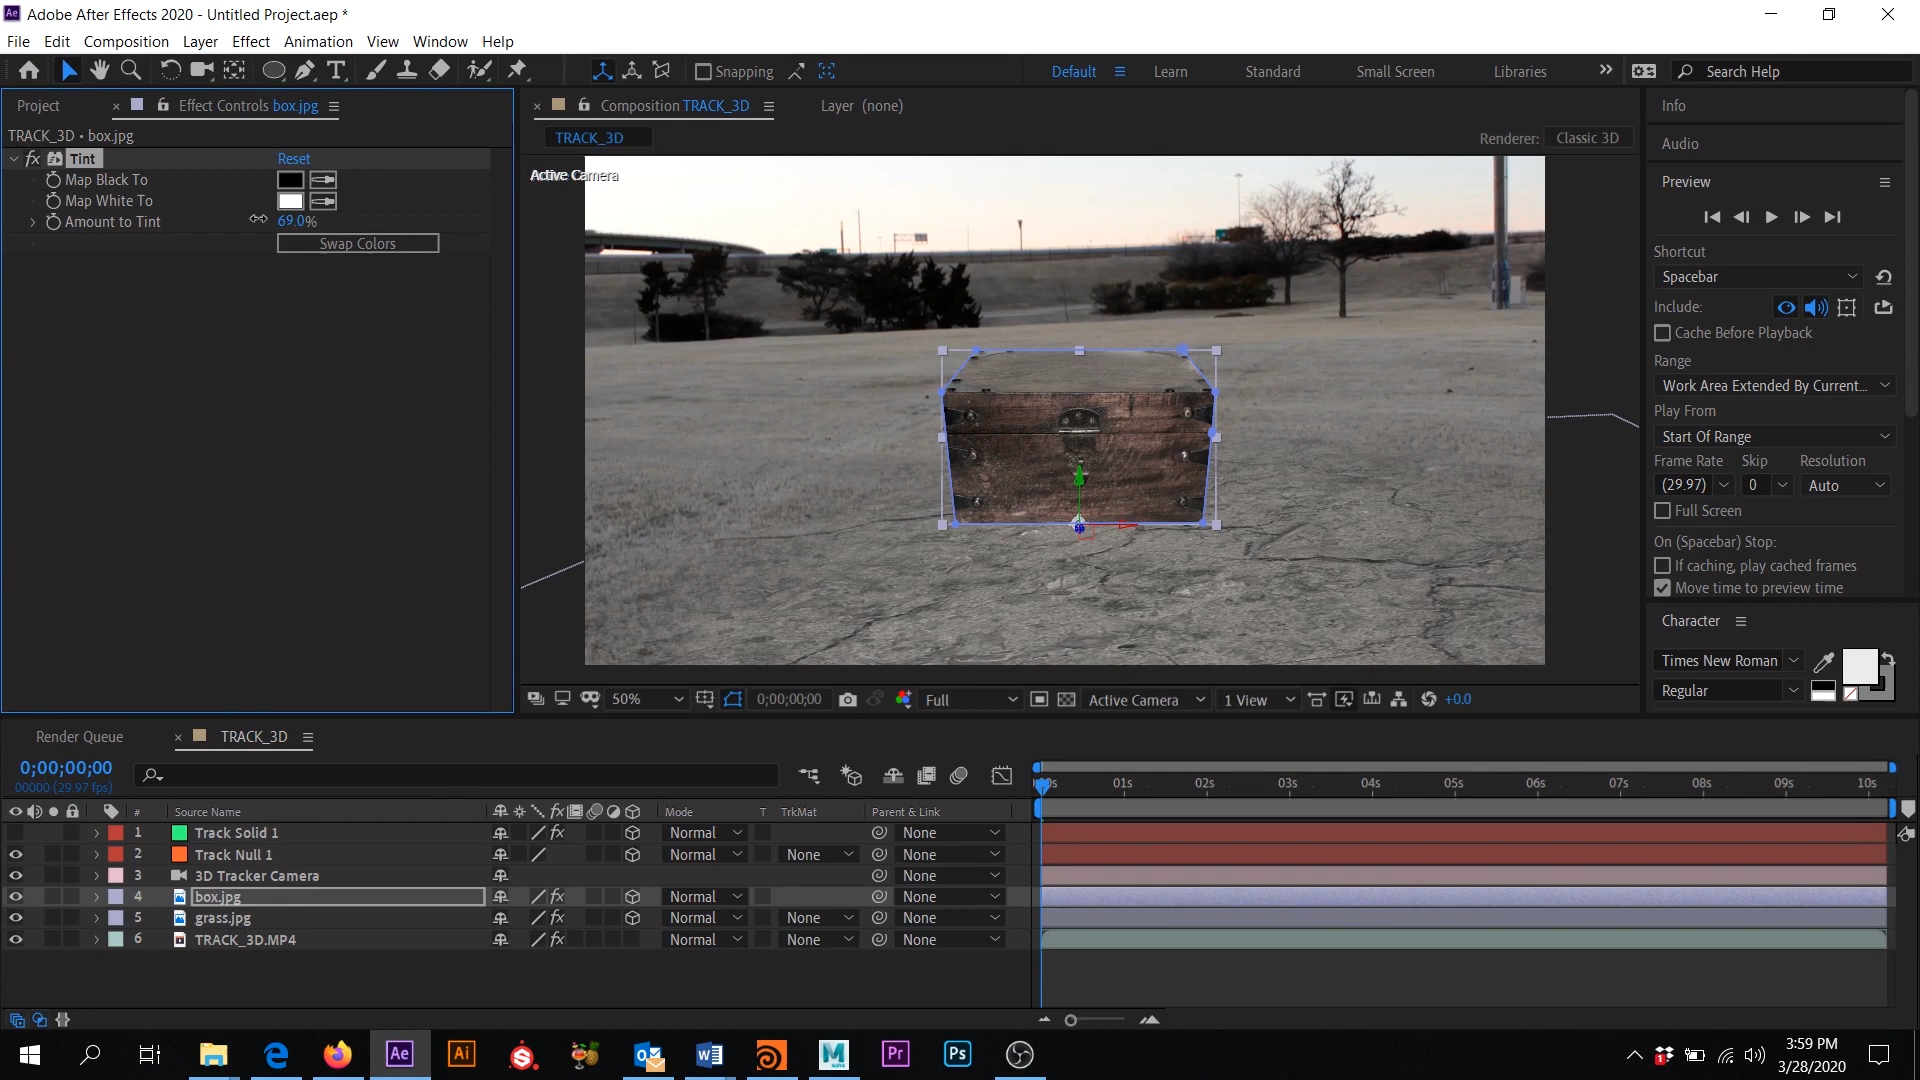 Adobe After Effects 2020 - Untitled Project.aep *
File Edit Composition Layer Effect Animation View Window Help
Snapping Default Learn Standard Small Screen Libraries Search Help
Project Effect Controls box.jpg
TRACK_3D • box.jpg
fx Tint Reset
Map Black To
Map White To
Amount to Tint 69.0%
Swap Colors
Composition TRACK_3D Layer (none)
TRACK_3D Renderer: Classic 3D
Active Camera
50% 0;00;00;00 Full Active Camera 1 View +0.0
Info
Audio
Preview
Shortcut
Spacebar
Include:
Cache Before Playback
Range
Work Area Extended By Current...
Play From
Start Of Range
Frame Rate Skip Resolution
(29.97) 0 Auto
Full Screen
On (Spacebar) Stop:
If caching, play cached frames
Move time to preview time
Character
Times New Roman
Regular
Render Queue TRACK_3D
0;00;00;00
00000 (29.97 fps)
01s 02s 03s 04s 05s 06s 07s 08s 09s 10s
# Source Name fx Mode T TrkMat Parent & Link
1 Track Solid 1 fx Normal None
2 Track Null 1 Normal None None
3 3D Tracker Camera None
4 box.jpg fx Normal None
5 grass.jpg fx Normal None None
6 TRACK_3D.MP4 fx Normal None None
Ae Ai Pr Ps
3:59 PM
3/28/2020